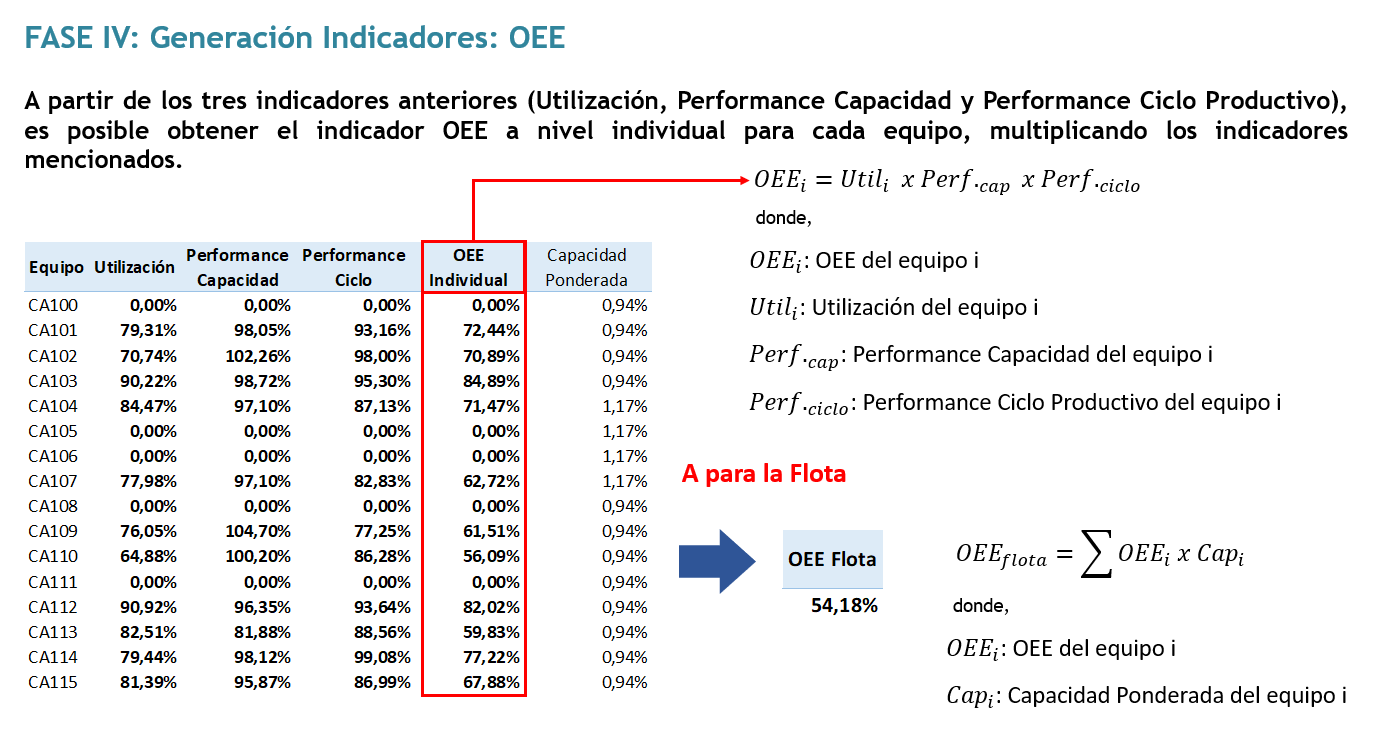 FASE IV: Generación Indicadores: OEE
A partir de los tres indicadores anteriores (Utilización, Performance Capacidad y Performance Ciclo Productivo),
es posible obtener el indicador OEE a nivel individual para cada equipo, multiplicando los indicadores
mencionados.
OEE_i = Util_i x Perf._cap x Perf._ciclo
donde,
OEE_i: OEE del equipo i
Util_i: Utilización del equipo i
Perf._cap: Performance Capacidad del equipo i
Perf._ciclo: Performance Ciclo Productivo del equipo i
Equipo Utilización Performance Capacidad Performance Ciclo OEE Individual Capacidad Ponderada
CA100 0,00% 0,00% 0,00% 0,00% 0,94%
CA101 79,31% 98,05% 93,16% 72,44% 0,94%
CA102 70,74% 102,26% 98,00% 70,89% 0,94%
CA103 90,22% 98,72% 95,30% 84,89% 0,94%
CA104 84,47% 97,10% 87,13% 71,47% 1,17%
CA105 0,00% 0,00% 0,00% 0,00% 1,17%
CA106 0,00% 0,00% 0,00% 0,00% 1,17%
CA107 77,98% 97,10% 82,83% 62,72% 1,17%
CA108 0,00% 0,00% 0,00% 0,00% 0,94%
CA109 76,05% 104,70% 77,25% 61,51% 0,94%
CA110 64,88% 100,20% 86,28% 56,09% 0,94%
CA111 0,00% 0,00% 0,00% 0,00% 0,94%
CA112 90,92% 96,35% 93,64% 82,02% 0,94%
CA113 82,51% 81,88% 88,56% 59,83% 0,94%
CA114 79,44% 98,12% 99,08% 77,22% 0,94%
CA115 81,39% 95,87% 86,99% 67,88% 0,94%
A para la Flota
OEE Flota
54,18%
OEE_flota = ∑ OEE_i x Cap_i
donde,
OEE_i: OEE del equipo i
Cap_i: Capacidad Ponderada del equipo i